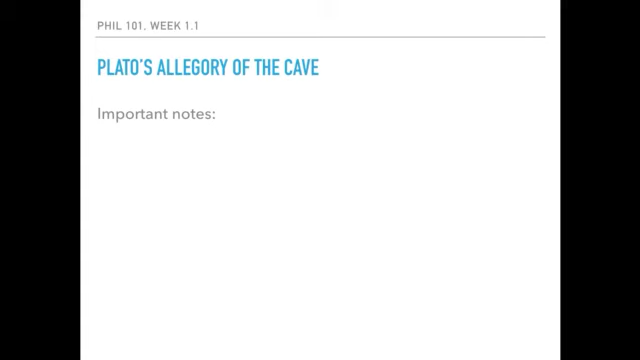 PHIL 101, WEEK 1.1
PLATO'S ALLEGORY OF THE CAVE
Important notes: